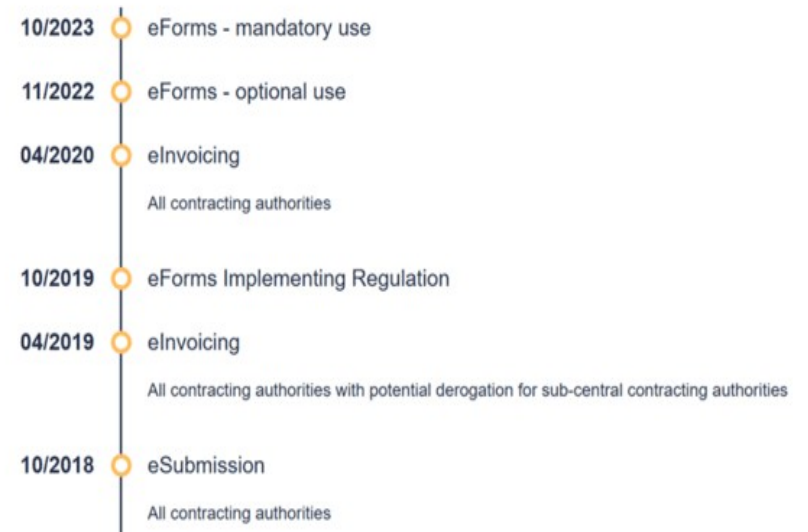 10/2023 eForms - mandatory use
11/2022 eForms - optional use
04/2020 eInvoicing
All contracting authorities
10/2019 eForms Implementing Regulation
04/2019 eInvoicing
All contracting authorities with potential derogation for sub-central contracting authorities
10/2018 eSubmission
All contracting authorities